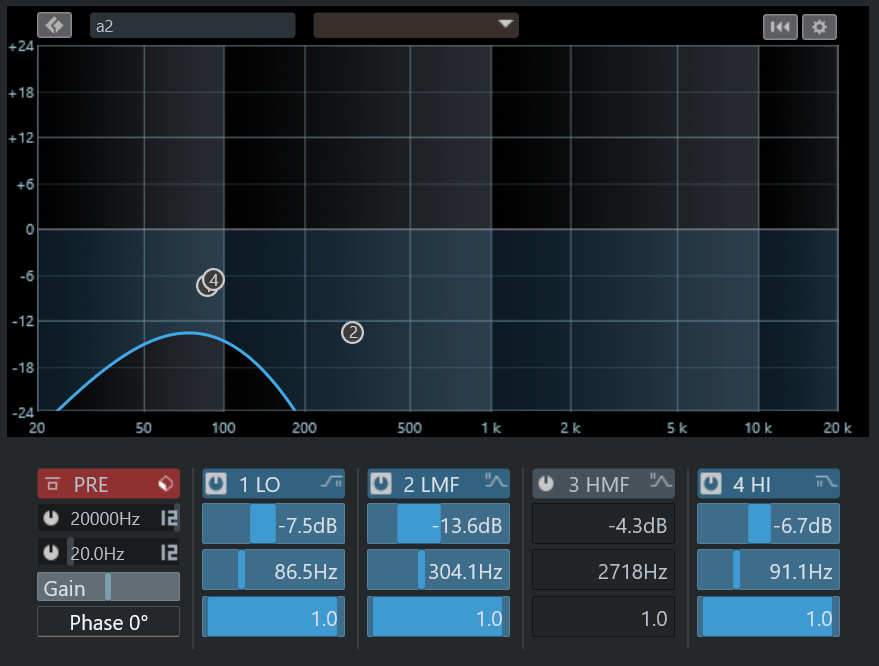 a2
+24
+18
+12
+6
0
-6
4
-12
2
-18
-24
20 50 100 200 500 1 k 2 k 5 k 10 k 20 k
PRE 1 LO 2 LMF 3 HMF 4 HI
20000Hz 12 -7.5dB -13.6dB -4.3dB -6.7dB
20.0Hz 12 86.5Hz 304.1Hz 2718Hz 91.1Hz
Gain 1.0 1.0 1.0 1.0
Phase 0°